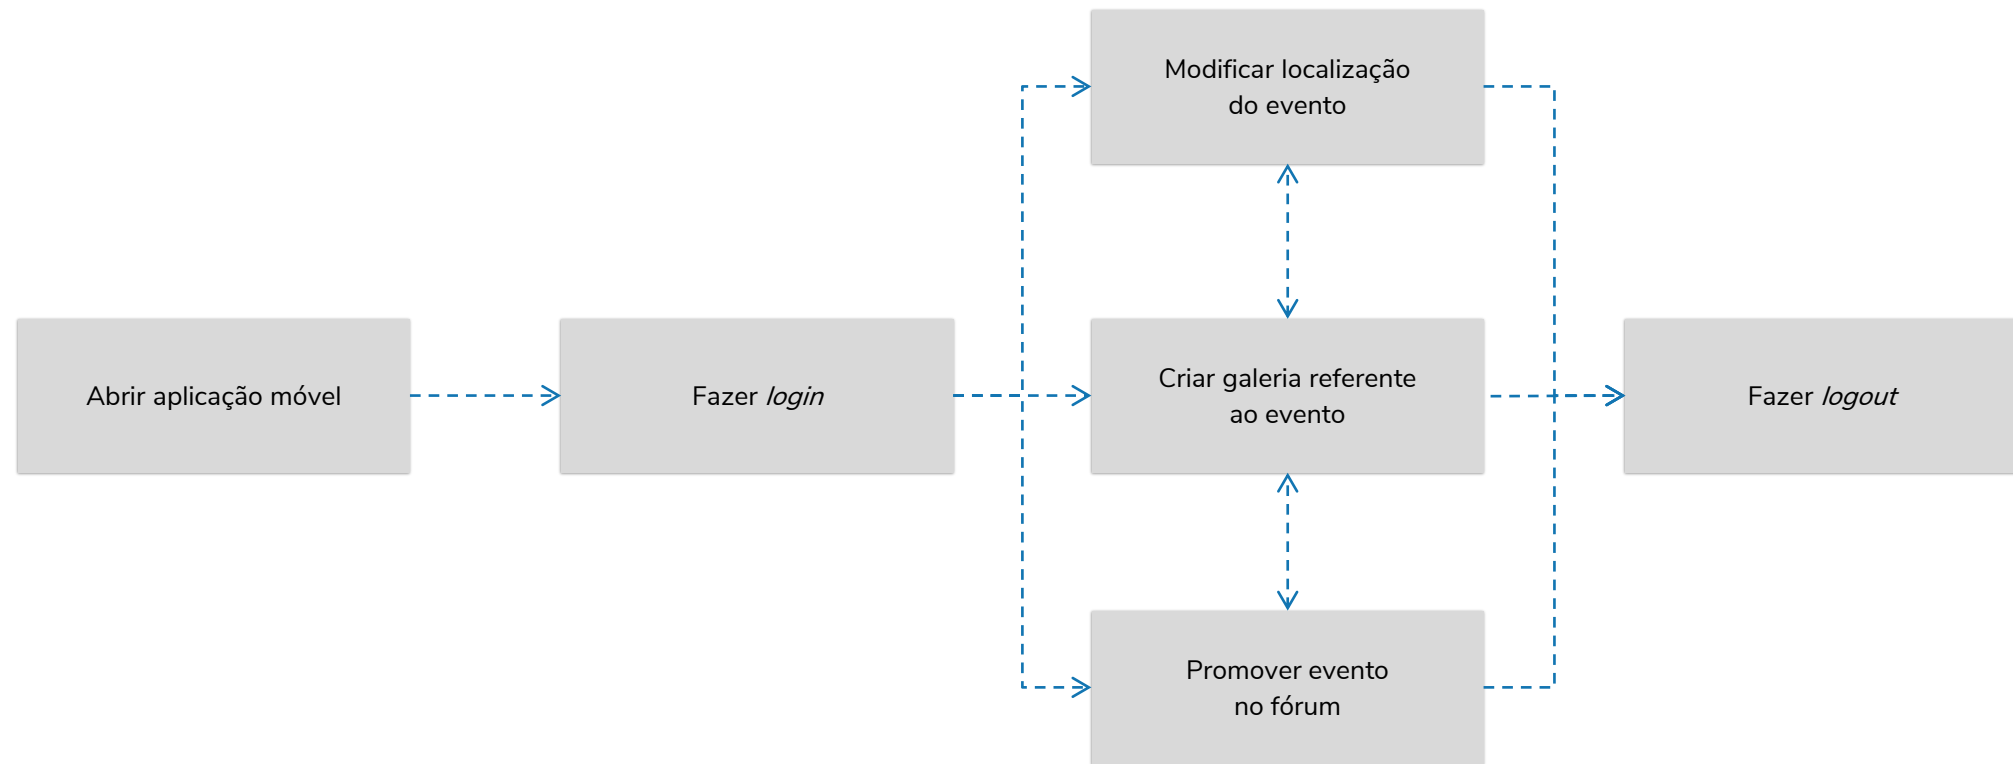 Modificar localização
do evento
Abrir aplicação móvel
Fazer login
Criar galeria referente
ao evento
Fazer logout
Promover evento
no fórum